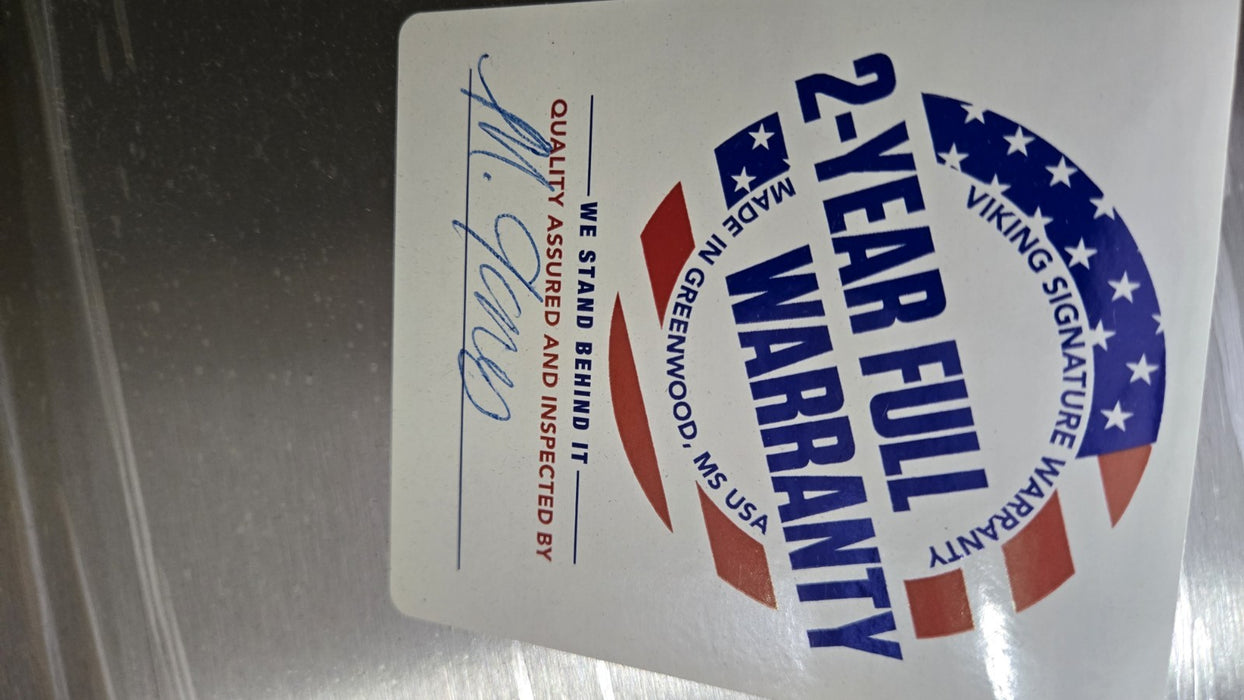 VIKING SIGNATURE WARRANTY
2-YEAR FULL
WARRANTY
MADE IN GREENWOOD, MS USA
WE STAND BEHIND IT
QUALITY ASSURED AND INSPECTED BY
M.